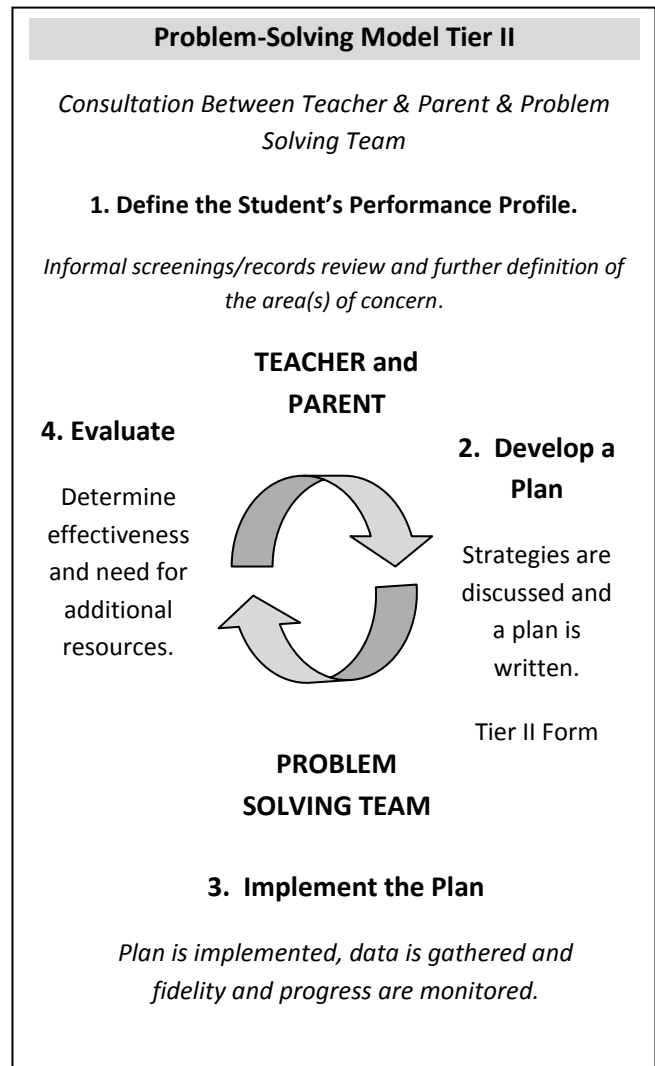 Problem-Solving Model Tier II
Consultation Between Teacher & Parent & Problem
Solving Team
1. Define the Student’s Performance Profile.
Informal screenings/records review and further definition of
the area(s) of concern.
TEACHER and
PARENT
4. Evaluate
Determine
effectiveness
and need for
additional
resources.
2. Develop a
Plan
Strategies are
discussed and
a plan is
written.
Tier II Form
PROBLEM
SOLVING TEAM
3. Implement the Plan
Plan is implemented, data is gathered and
fidelity and progress are monitored.